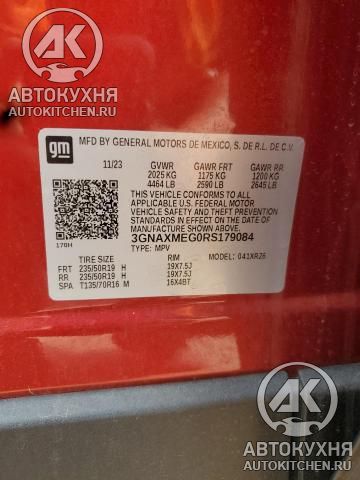 AK
АВТОКУХНЯ
AUTOKITCHEN.RU
gm
MFD BY GENERAL MOTORS DE MEXICO, S. DE R.L. DE C.V.
11/23 GVWR GAWR FRT GAWR RR
2025 KG 1175 KG 1200 KG
4464 LB 2590 LB 2645 LB
THIS VEHICLE CONFORMS TO ALL
APPLICABLE U.S. FEDERAL MOTOR
VEHICLE SAFETY, BUMPER, AND THEFT
PREVENTION STANDARDS IN EFFECT ON
THE DATE OF MANUFACTURE SHOWN ABOVE.
3GNAXMEG0RS179084
170H
TYPE: MPV
MODEL: 041XR26
TIRE SIZE RIM
FRT 235/50R19 H 19X7.5J
RR 235/50R19 H 19X7.5J
SPA T135/70R16 M 16X4BT
AK
АВТОКУХНЯ
AUTOKITCHEN.RU